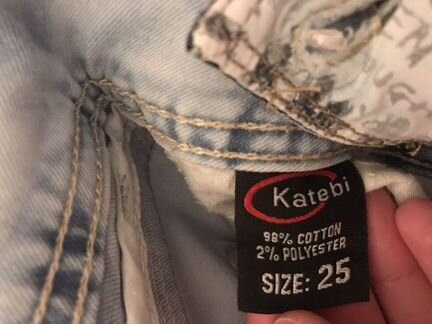 Katebi
98% COTTON
2% POLYESTER
SIZE: 25